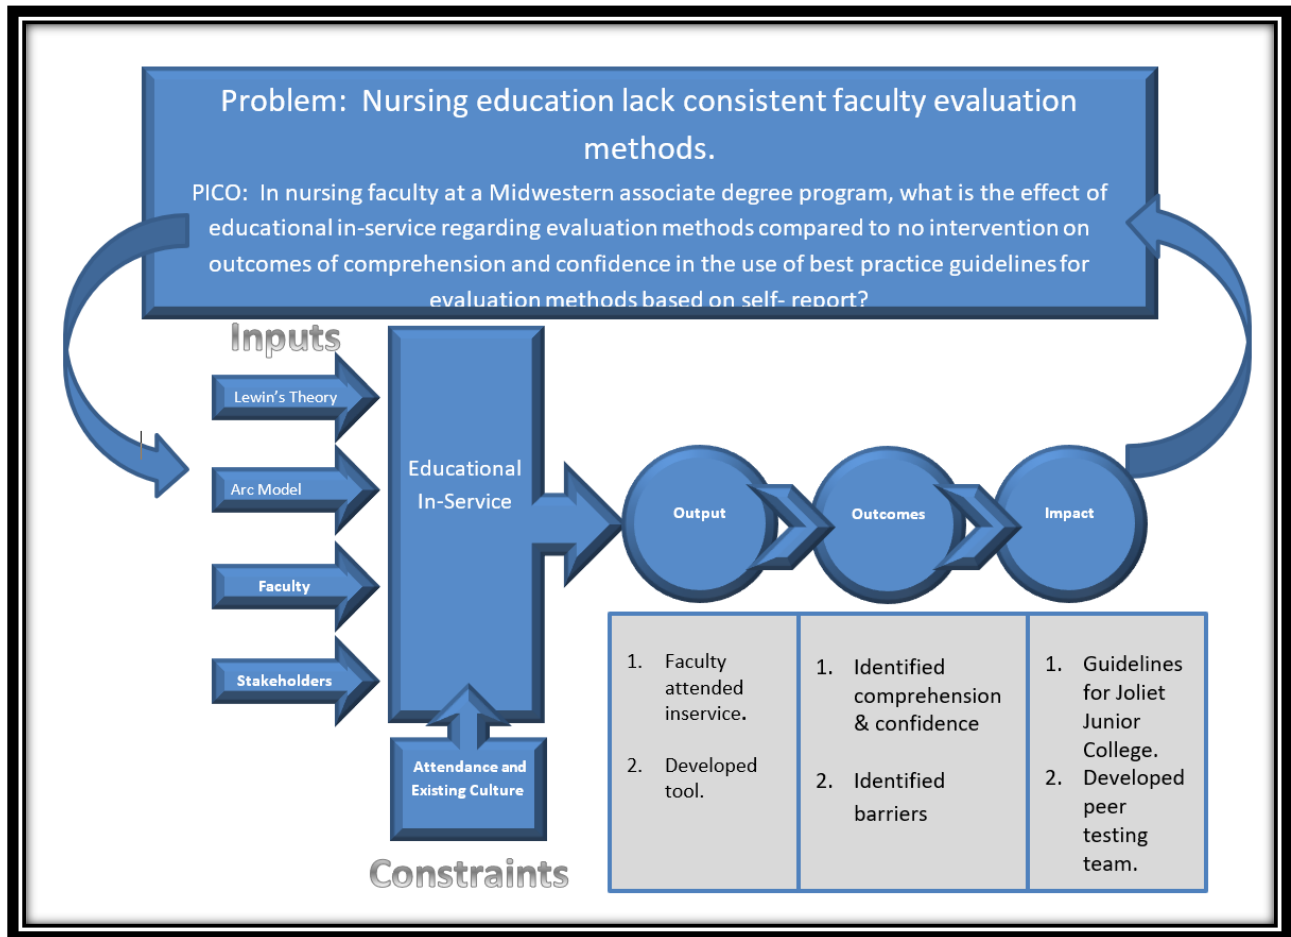 Problem: Nursing education lack consistent faculty evaluation
methods.
PICO: In nursing faculty at a Midwestern associate degree program, what is the effect of
educational in-service regarding evaluation methods compared to no intervention on
outcomes of comprehension and confidence in the use of best practice guidelines for
evaluation methods based on self- report?
Inputs
Lewin's Theory
Arc Model
Faculty
Stakeholders
Educational
In-Service
Attendance and
Existing Culture
Constraints
Output
Outcomes
Impact
1. Faculty
attended
inservice.
2. Developed
tool.
1. Identified
comprehension
& confidence
2. Identified
barriers
1. Guidelines
for Joliet
Junior
College.
2. Developed
peer
testing
team.